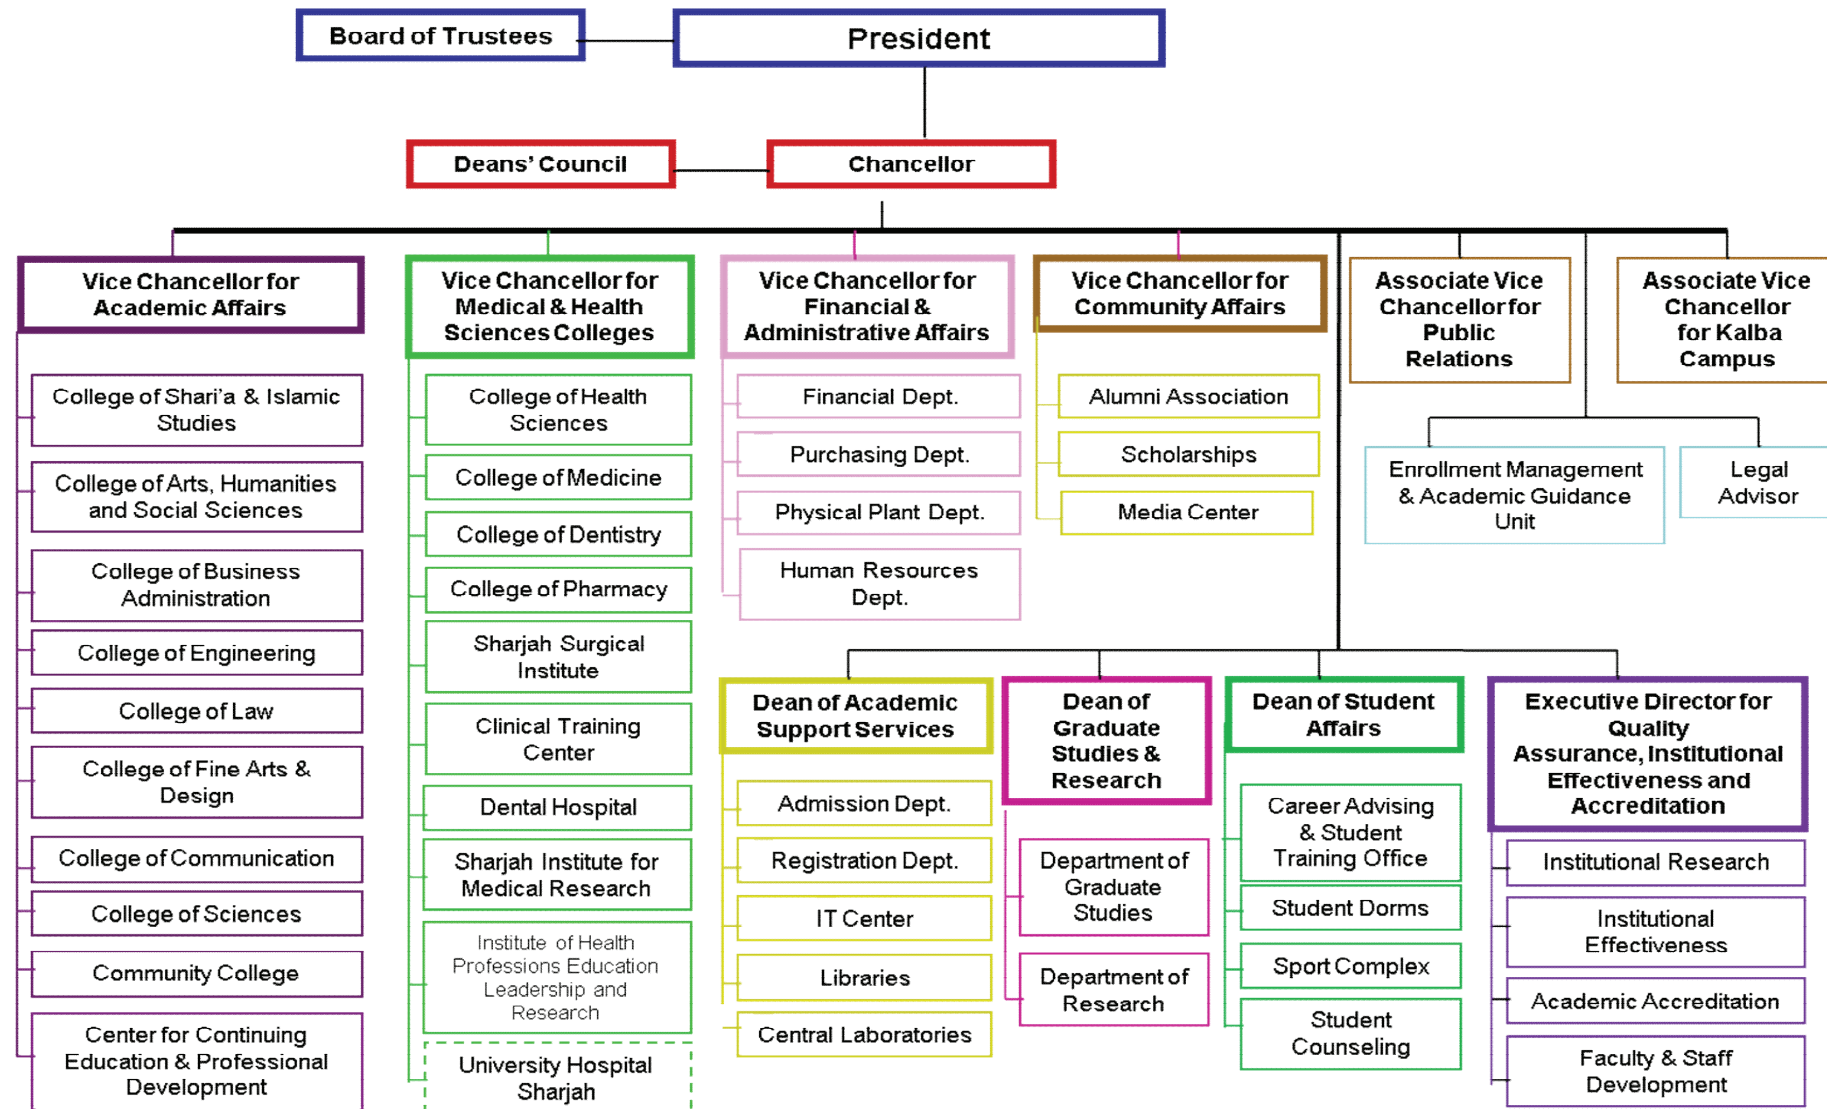 Board of Trustees
President
Deans' Council
Chancellor
Vice Chancellor for
Academic Affairs
College of Shari'a & Islamic
Studies
College of Arts, Humanities
and Social Sciences
College of Business
Administration
College of Engineering
College of Law
College of Fine Arts &
Design
College of Communication
College of Sciences
Community College
Center for Continuing
Education & Professional
Development
Vice Chancellor for
Medical & Health
Sciences Colleges
College of Health
Sciences
College of Medicine
College of Dentistry
College of Pharmacy
Sharjah Surgical
Institute
Clinical Training
Center
Dental Hospital
Sharjah Institute for
Medical Research
Institute of Health
Professions Education
Leadership and
Research
University Hospital
Sharjah
Vice Chancellor for
Financial &
Administrative Affairs
Financial Dept.
Purchasing Dept.
Physical Plant Dept.
Human Resources
Dept.
Vice Chancellor for
Community Affairs
Alumni Association
Scholarships
Media Center
Associate Vice
Chancellor for
Public
Relations
Associate Vice
Chancellor
for Kalba
Campus
Enrollment Management
& Academic Guidance
Unit
Legal
Advisor
Dean of Academic
Support Services
Admission Dept.
Registration Dept.
IT Center
Libraries
Central Laboratories
Dean of
Graduate
Studies &
Research
Department of
Graduate
Studies
Department of
Research
Dean of Student
Affairs
Career Advising
& Student
Training Office
Student Dorms
Sport Complex
Student
Counseling
Executive Director for
Quality
Assurance, Institutional
Effectiveness and
Accreditation
Institutional Research
Institutional
Effectiveness
Academic Accreditation
Faculty & Staff
Development